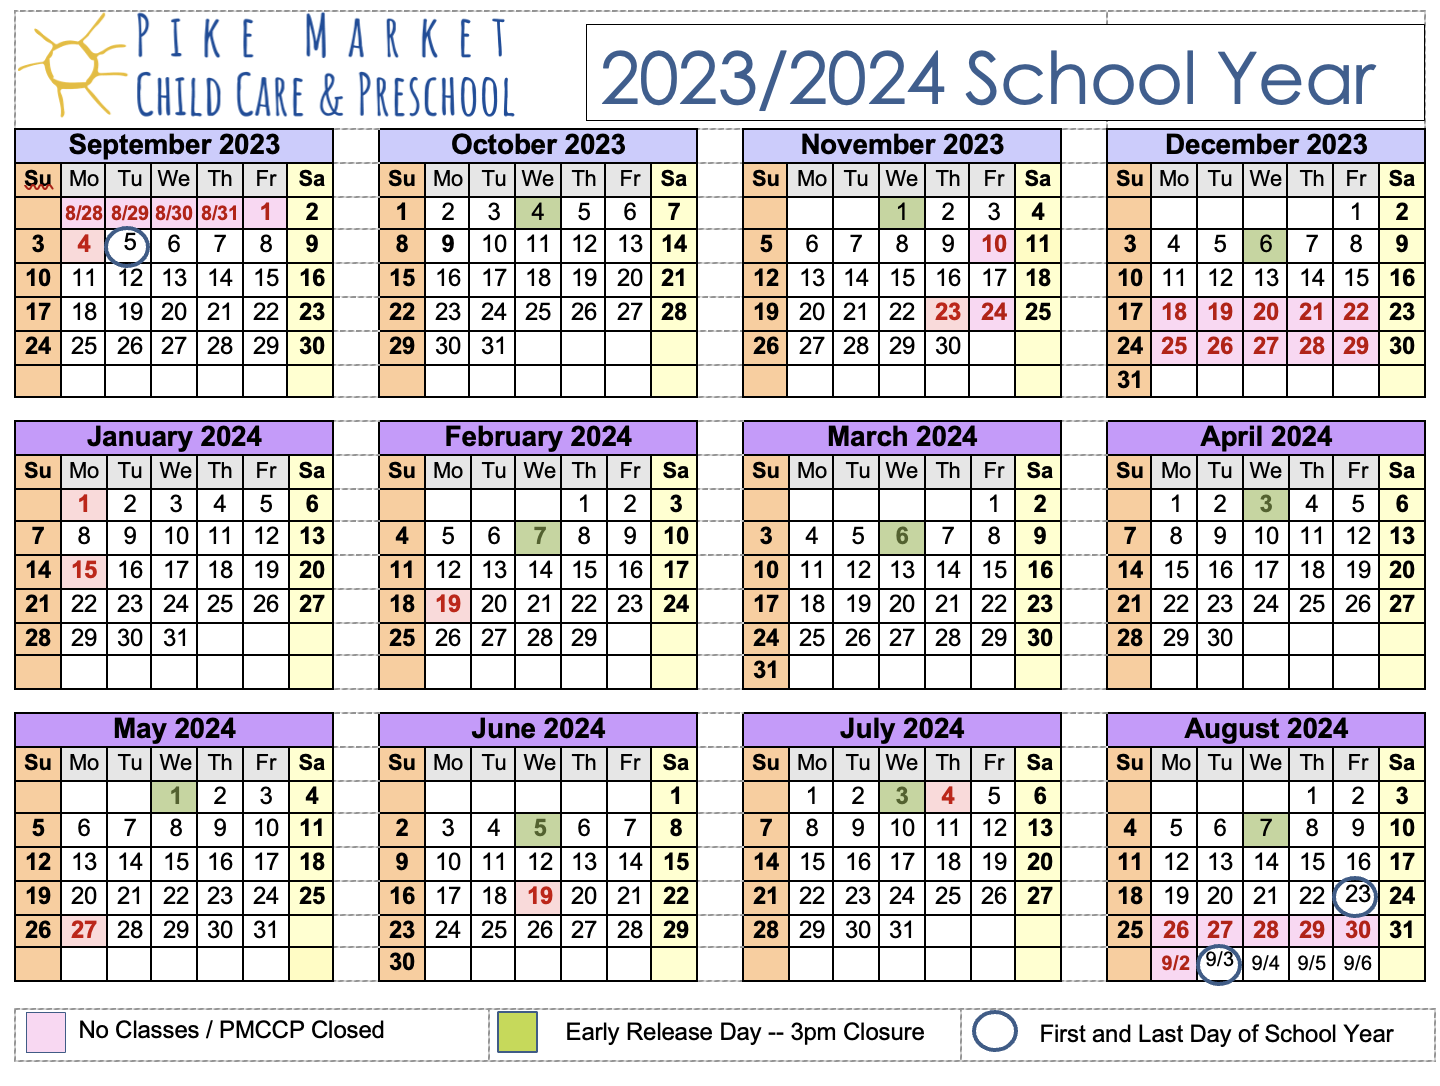 PIKE MARKET
CHILD CARE & PRESCHOOL
2023/2024 School Year
September 2023
Su Mo Tu We Th Fr Sa
8/28 8/29 8/30 8/31 1 2
3 4 5 6 7 8 9
10 11 12 13 14 15 16
17 18 19 20 21 22 23
24 25 26 27 28 29 30
October 2023
Su Mo Tu We Th Fr Sa
1 2 3 4 5 6 7
8 9 10 11 12 13 14
15 16 17 18 19 20 21
22 23 24 25 26 27 28
29 30 31
November 2023
Su Mo Tu We Th Fr Sa
1 2 3 4
5 6 7 8 9 10 11
12 13 14 15 16 17 18
19 20 21 22 23 24 25
26 27 28 29 30
December 2023
Su Mo Tu We Th Fr Sa
1 2
3 4 5 6 7 8 9
10 11 12 13 14 15 16
17 18 19 20 21 22 23
24 25 26 27 28 29 30
31
January 2024
Su Mo Tu We Th Fr Sa
1 2 3 4 5 6
7 8 9 10 11 12 13
14 15 16 17 18 19 20
21 22 23 24 25 26 27
28 29 30 31
February 2024
Su Mo Tu We Th Fr Sa
1 2 3
4 5 6 7 8 9 10
11 12 13 14 15 16 17
18 19 20 21 22 23 24
25 26 27 28 29
March 2024
Su Mo Tu We Th Fr Sa
1 2
3 4 5 6 7 8 9
10 11 12 13 14 15 16
17 18 19 20 21 22 23
24 25 26 27 28 29 30
31
April 2024
Su Mo Tu We Th Fr Sa
1 2 3 4 5 6
7 8 9 10 11 12 13
14 15 16 17 18 19 20
21 22 23 24 25 26 27
28 29 30
May 2024
Su Mo Tu We Th Fr Sa
1 2 3 4
5 6 7 8 9 10 11
12 13 14 15 16 17 18
19 20 21 22 23 24 25
26 27 28 29 30 31
June 2024
Su Mo Tu We Th Fr Sa
1
2 3 4 5 6 7 8
9 10 11 12 13 14 15
16 17 18 19 20 21 22
23 24 25 26 27 28 29
30
July 2024
Su Mo Tu We Th Fr Sa
1 2 3 4 5 6
7 8 9 10 11 12 13
14 15 16 17 18 19 20
21 22 23 24 25 26 27
28 29 30 31
August 2024
Su Mo Tu We Th Fr Sa
1 2 3
4 5 6 7 8 9 10
11 12 13 14 15 16 17
18 19 20 21 22 23 24
25 26 27 28 29 30 31
9/2 9/3 9/4 9/5 9/6
No Classes / PMCCP Closed
Early Release Day -- 3pm Closure
First and Last Day of School Year